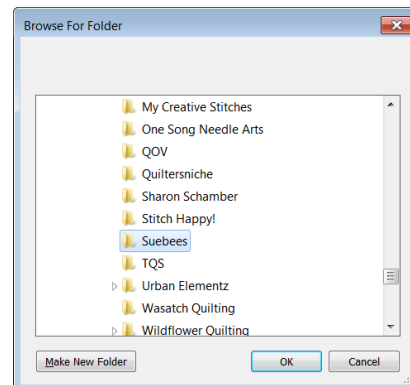 Browse For Folder
My Creative Stitches
One Song Needle Arts
QOV
Quiltersniche
Sharon Schamber
Stitch Happy!
Suebees
TQS
Urban Elementz
Wasatch Quilting
Wildflower Quilting
Make New Folder OK Cancel